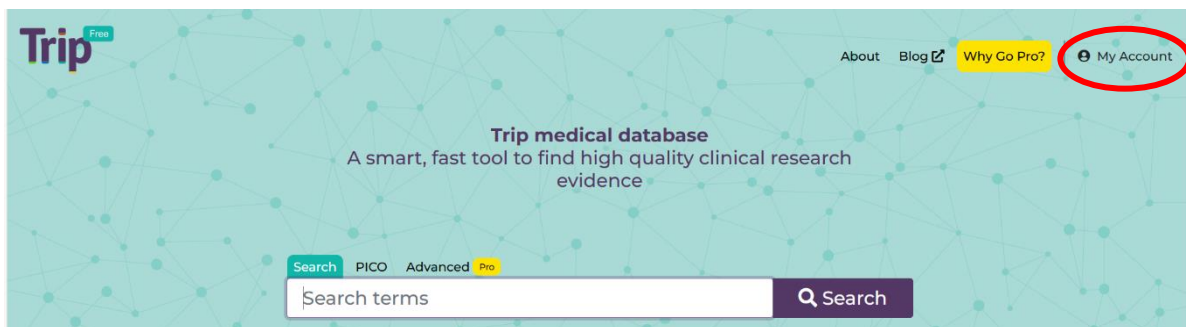 Trip Free
About Blog Why Go Pro? My Account
Trip medical database
A smart, fast tool to find high quality clinical research
evidence
Search PICO Advanced Pro
Search terms Search